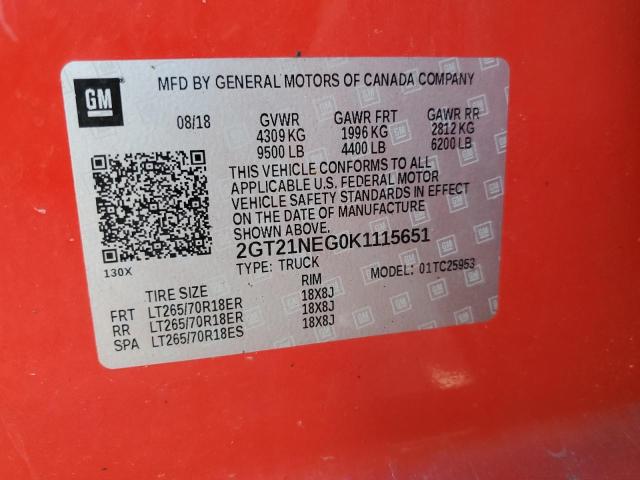 GM
MFD BY GENERAL MOTORS OF CANADA COMPANY
08/18 GVWR GAWR FRT GAWR RR
4309 KG 1996 KG 2812 KG
9500 LB 4400 LB 6200 LB
THIS VEHICLE CONFORMS TO ALL
APPLICABLE U.S. FEDERAL MOTOR
VEHICLE SAFETY STANDARDS IN EFFECT
ON THE DATE OF MANUFACTURE
SHOWN ABOVE.
2GT21NEG0K1115651
130X TYPE: TRUCK MODEL: 01TC25953
TIRE SIZE RIM
FRT LT265/70R18ER 18X8J
RR LT265/70R18ER 18X8J
SPA LT265/70R18ES 18X8J